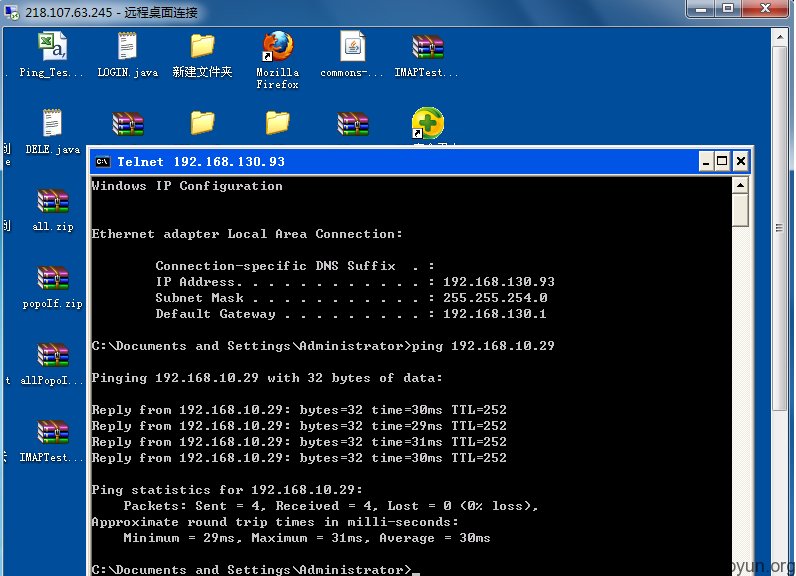 218.107.63.245 - 远程桌面连接
Ping_Tes...
LOGIN.java
新建文件夹
Mozilla
Firefox
commons-...
IMAPTest...
DELE.java
all.zip
popoIf.zip
allPopoI...
IMAPTest...
Telnet 192.168.130.93
Windows IP Configuration
Ethernet adapter Local Area Connection:
Connection-specific DNS Suffix . :
IP Address. . . . . . . . . . . . : 192.168.130.93
Subnet Mask . . . . . . . . . . . : 255.255.254.0
Default Gateway . . . . . . . . . : 192.168.130.1
C:\Documents and Settings\Administrator>ping 192.168.10.29
Pinging 192.168.10.29 with 32 bytes of data:
Reply from 192.168.10.29: bytes=32 time=30ms TTL=252
Reply from 192.168.10.29: bytes=32 time=29ms TTL=252
Reply from 192.168.10.29: bytes=32 time=31ms TTL=252
Reply from 192.168.10.29: bytes=32 time=30ms TTL=252
Ping statistics for 192.168.10.29:
Packets: Sent = 4, Received = 4, Lost = 0 (0% loss),
Approximate round trip times in milli-seconds:
Minimum = 29ms, Maximum = 31ms, Average = 30ms
C:\Documents and Settings\Administrator>_
oyun.org